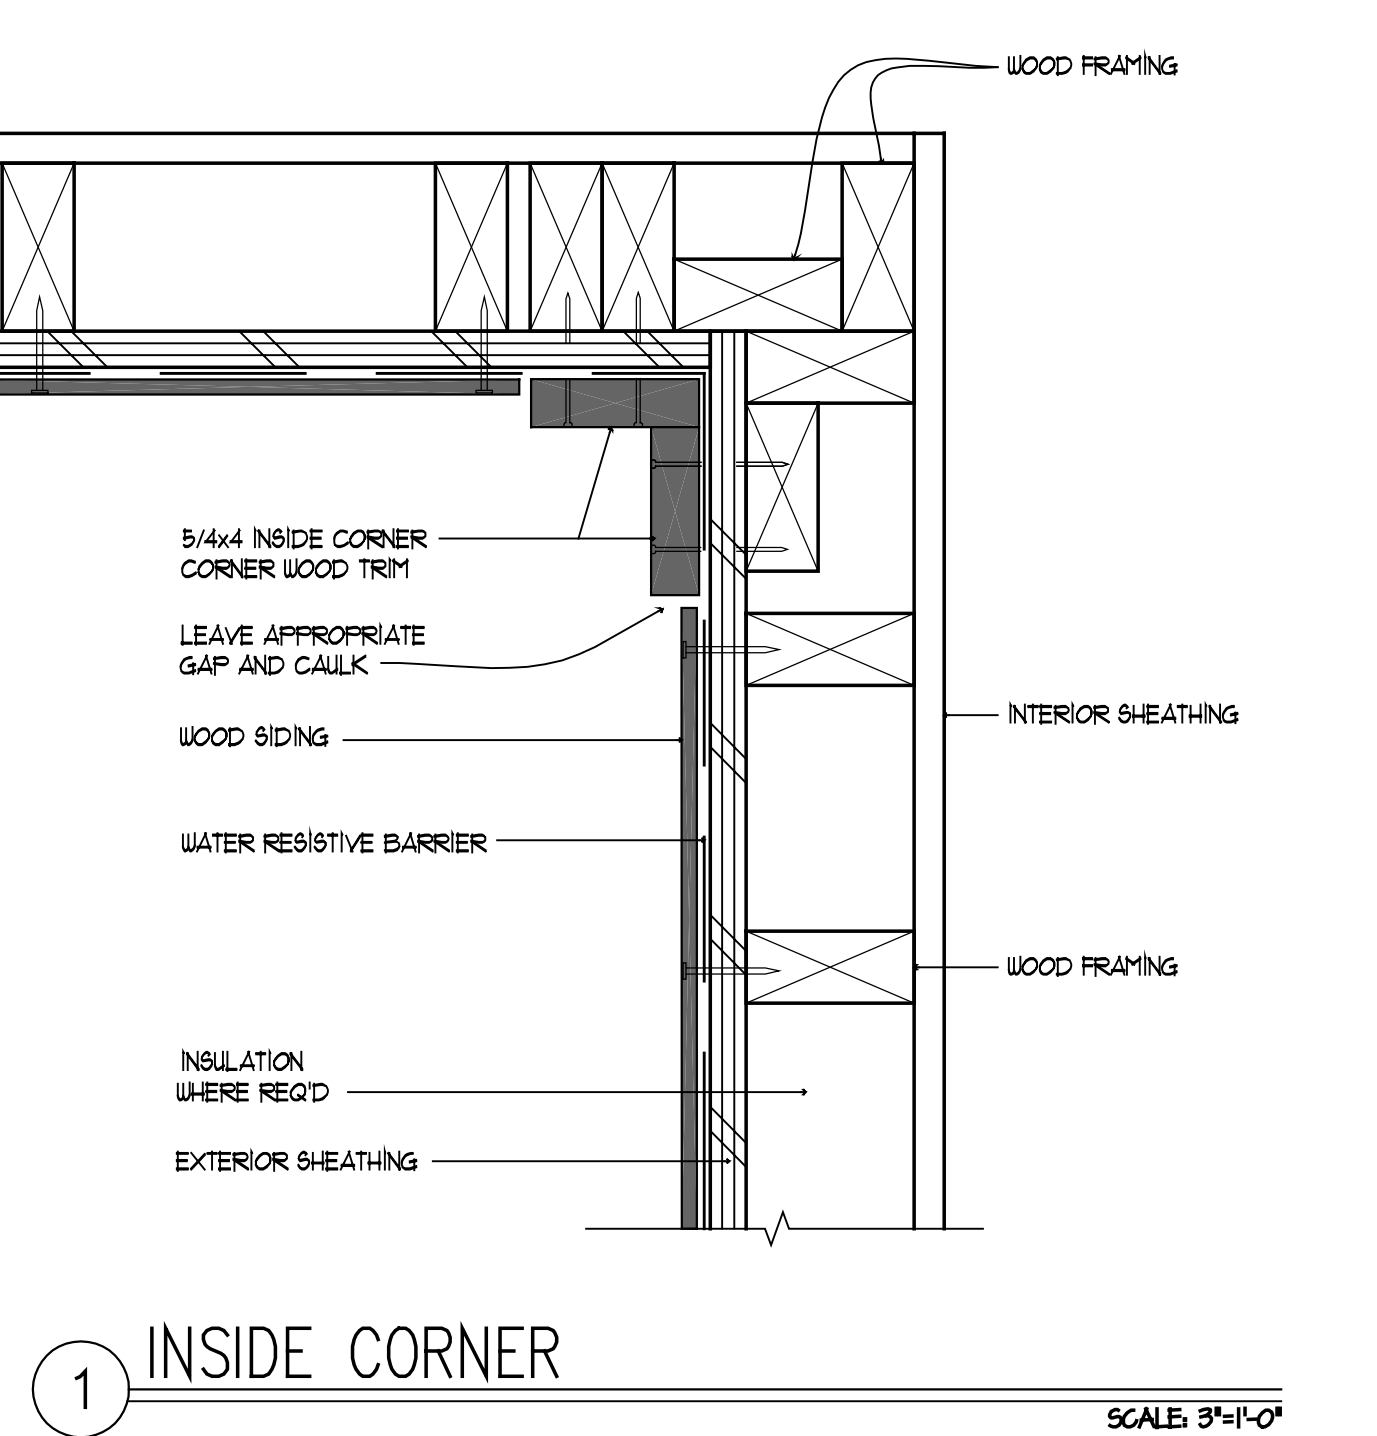 WOOD FRAMING
5/4x4 INSIDE CORNER
CORNER WOOD TRIM
LEAVE APPROPRIATE
GAP AND CAULK
WOOD SIDING
INTERIOR SHEATHING
WATER RESISTIVE BARRIER
WOOD FRAMING
INSULATION
WHERE REQ'D
EXTERIOR SHEATHING
1
INSIDE CORNER
SCALE: 3"=1'-0"